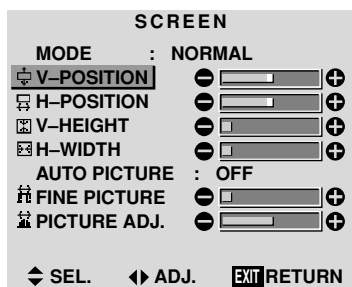 SCREEN
MODE : NORMAL
V–POSITION
H–POSITION
V–HEIGHT
H–WIDTH
AUTO PICTURE : OFF
FINE PICTURE
PICTURE ADJ.
SEL. ADJ. EXIT RETURN